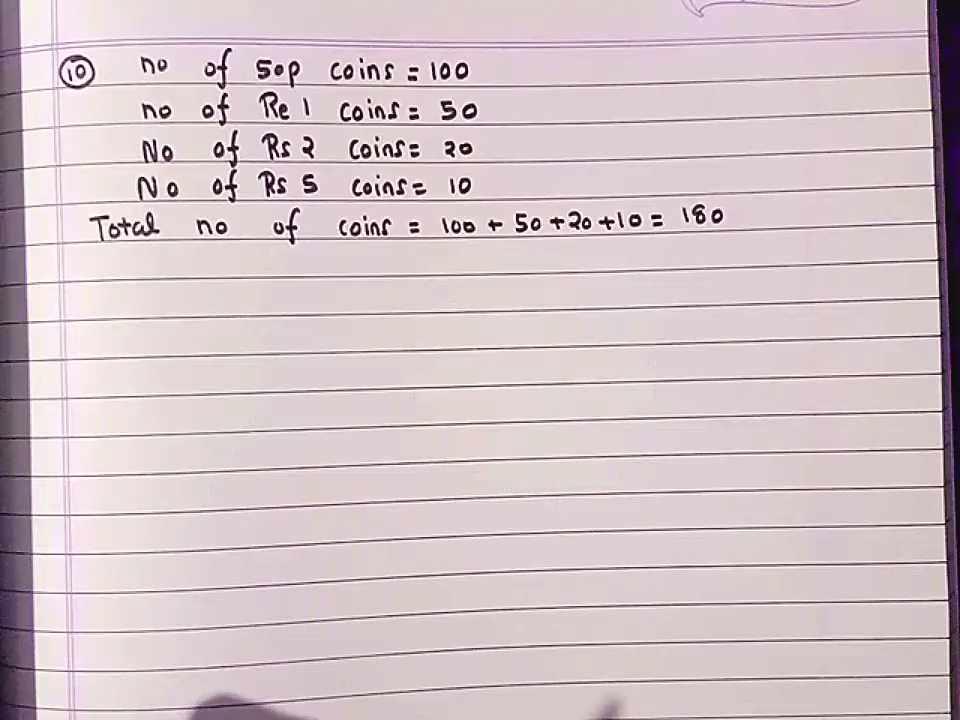 10 no of 50p coins = 100
no of Re 1 coins = 50
No of Rs 2 coins = 20
No of Rs 5 coins = 10
Total no of coins = 100 + 50 + 20 + 10 = 180